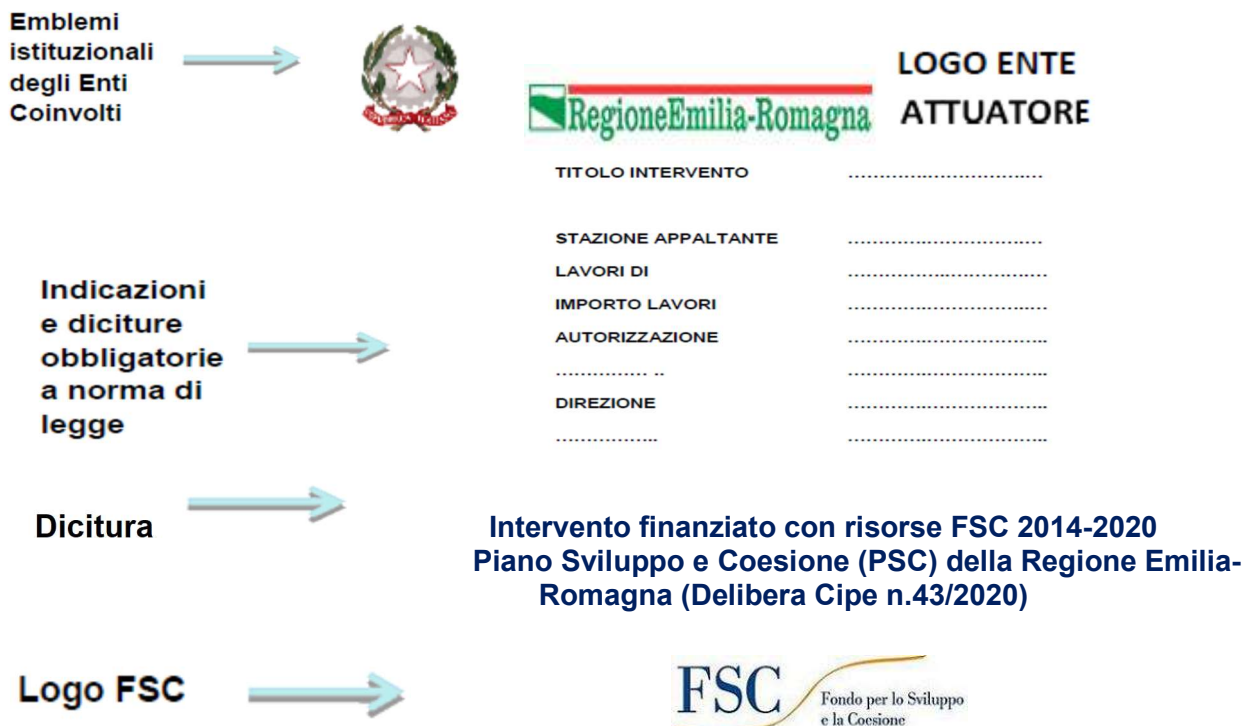 Emblemi
istituzionali
degli Enti
Coinvolti
REPVBBLICA ITALIANA
RegioneEmilia-Romagna
LOGO ENTE
ATTUATORE
TITOLO INTERVENTO ................................
STAZIONE APPALTANTE ................................
LAVORI DI ................................
IMPORTO LAVORI ................................
AUTORIZZAZIONE ................................
............... .. ................................
DIREZIONE ................................
................. ................................
Indicazioni
e diciture
obbligatorie
a norma di
legge
Dicitura
Intervento finanziato con risorse FSC 2014-2020
Piano Sviluppo e Coesione (PSC) della Regione Emilia-
Romagna (Delibera Cipe n.43/2020)
Logo FSC
FSC
Fondo per lo Sviluppo
e la Coesione